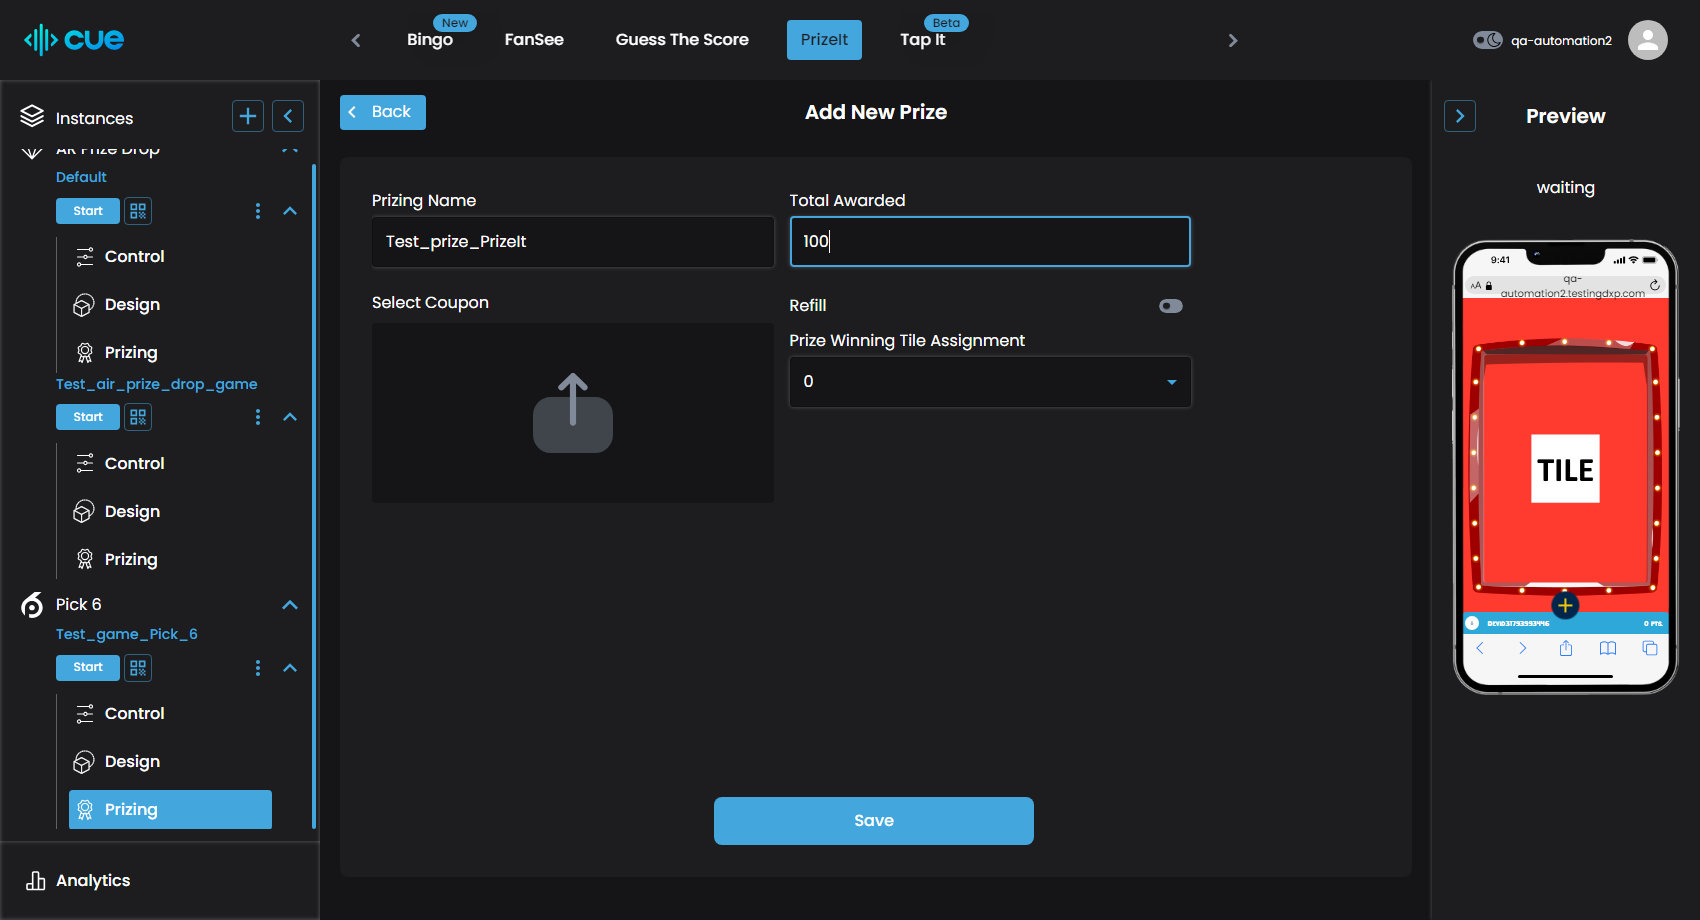 cue
Bingo
New
FanSee
Guess The Score
PrizeIt
Tap It
Beta
qa-automation2
Instances
AR Prize Drop
Default
Start
Control
Design
Prizing
Test_air_prize_drop_game
Start
Control
Design
Prizing
Pick 6
Test_game_Pick_6
Start
Control
Design
Prizing
Analytics
Back
Add New Prize
Prizing Name
Test_prize_PrizeIt
Total Awarded
100
Select Coupon
Refill
Prize Winning Tile Assignment
0
Save
Preview
waiting
9:41
AA
qa-
automation2.testingdxp.com
TILE
0 PTS.